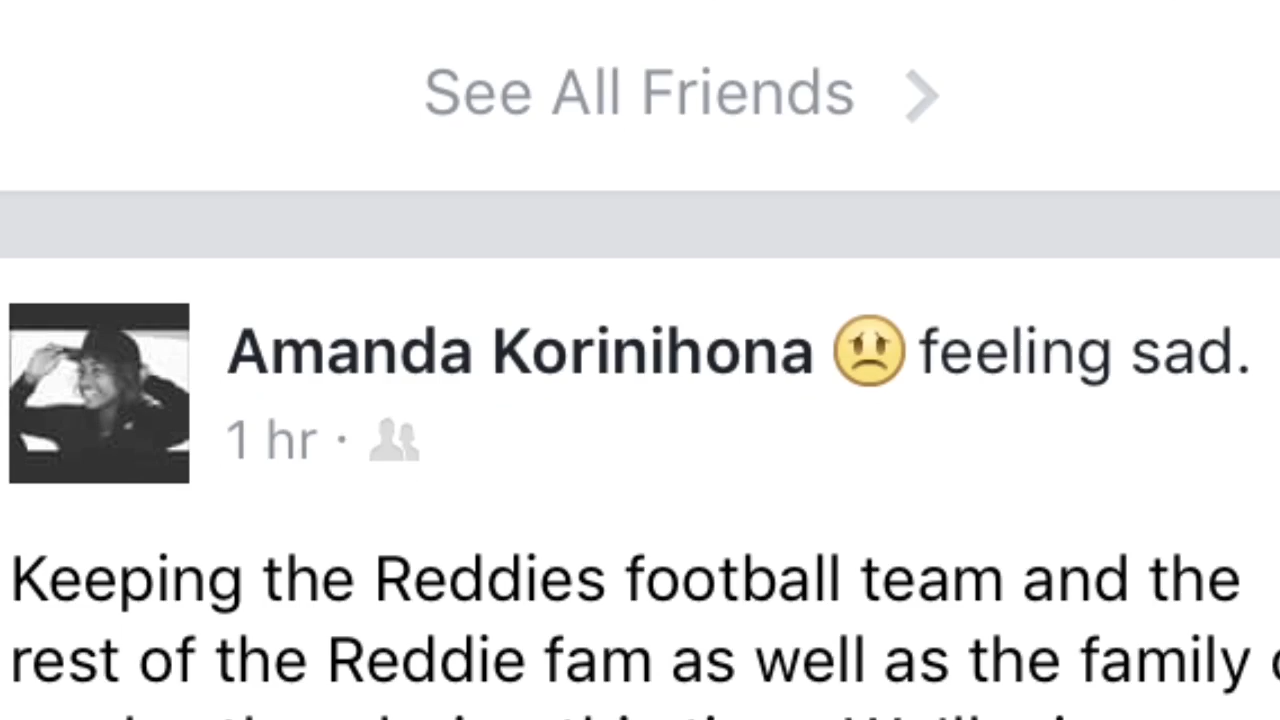 See All Friends
Amanda Korinihona feeling sad.
1 hr ·
Keeping the Reddies football team and the
rest of the Reddie fam as well as the family